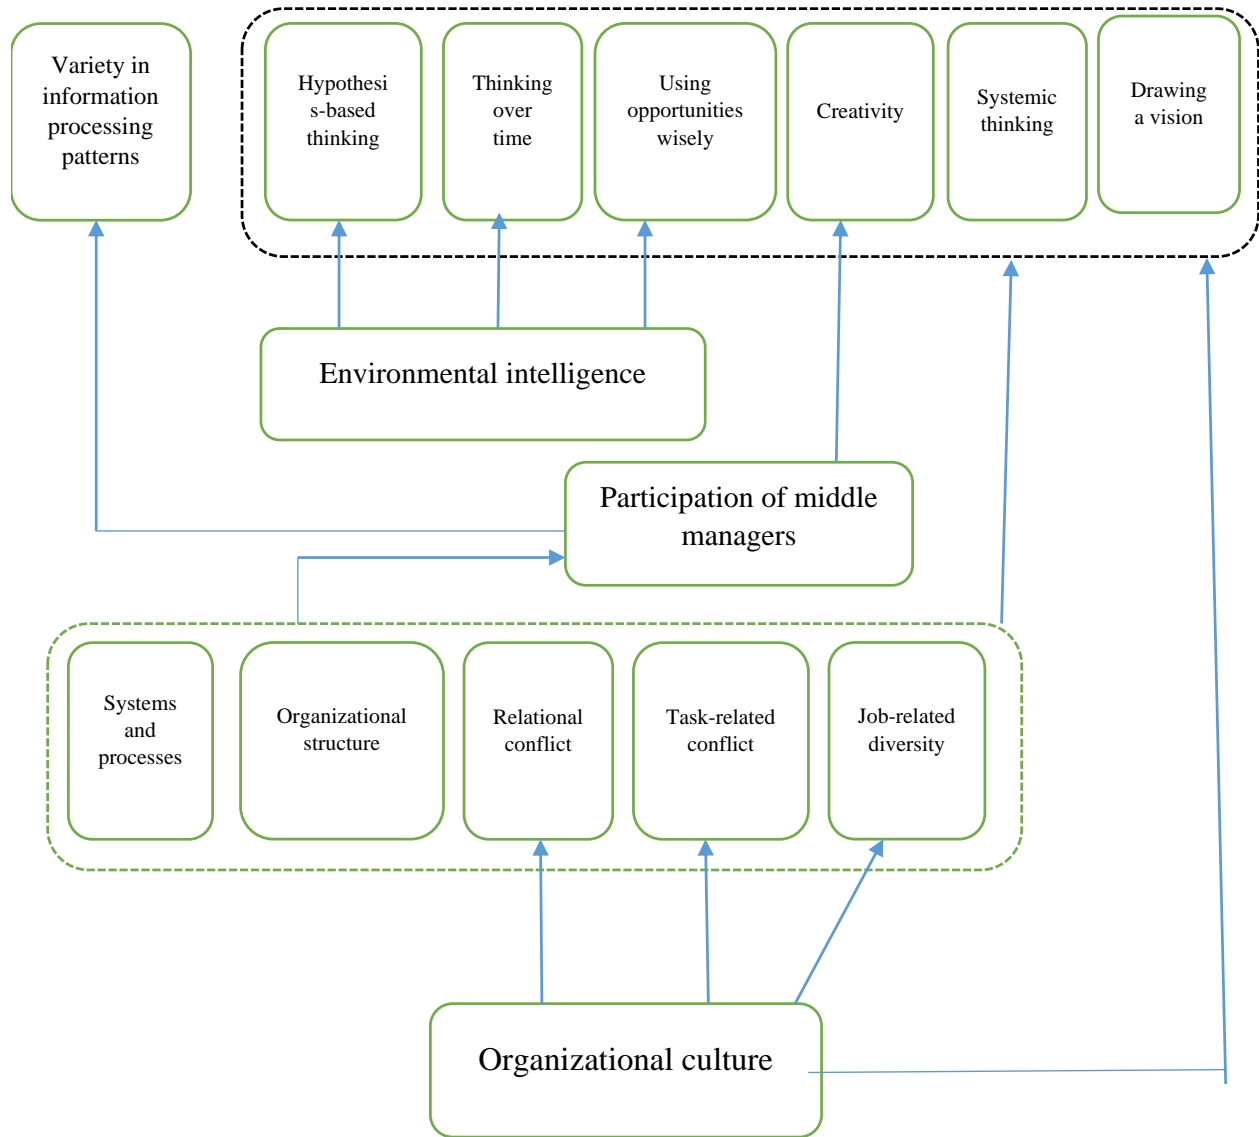 Variety in
information
processing
patterns
Hypothesi
s-based
thinking
Thinking
over
time
Using
opportunities
wisely
Creativity
Systemic
thinking
Drawing
a vision
Environmental intelligence
Participation of middle
managers
Systems
and
processes
Organizational
structure
Relational
conflict
Task-related
conflict
Job-related
diversity
Organizational culture